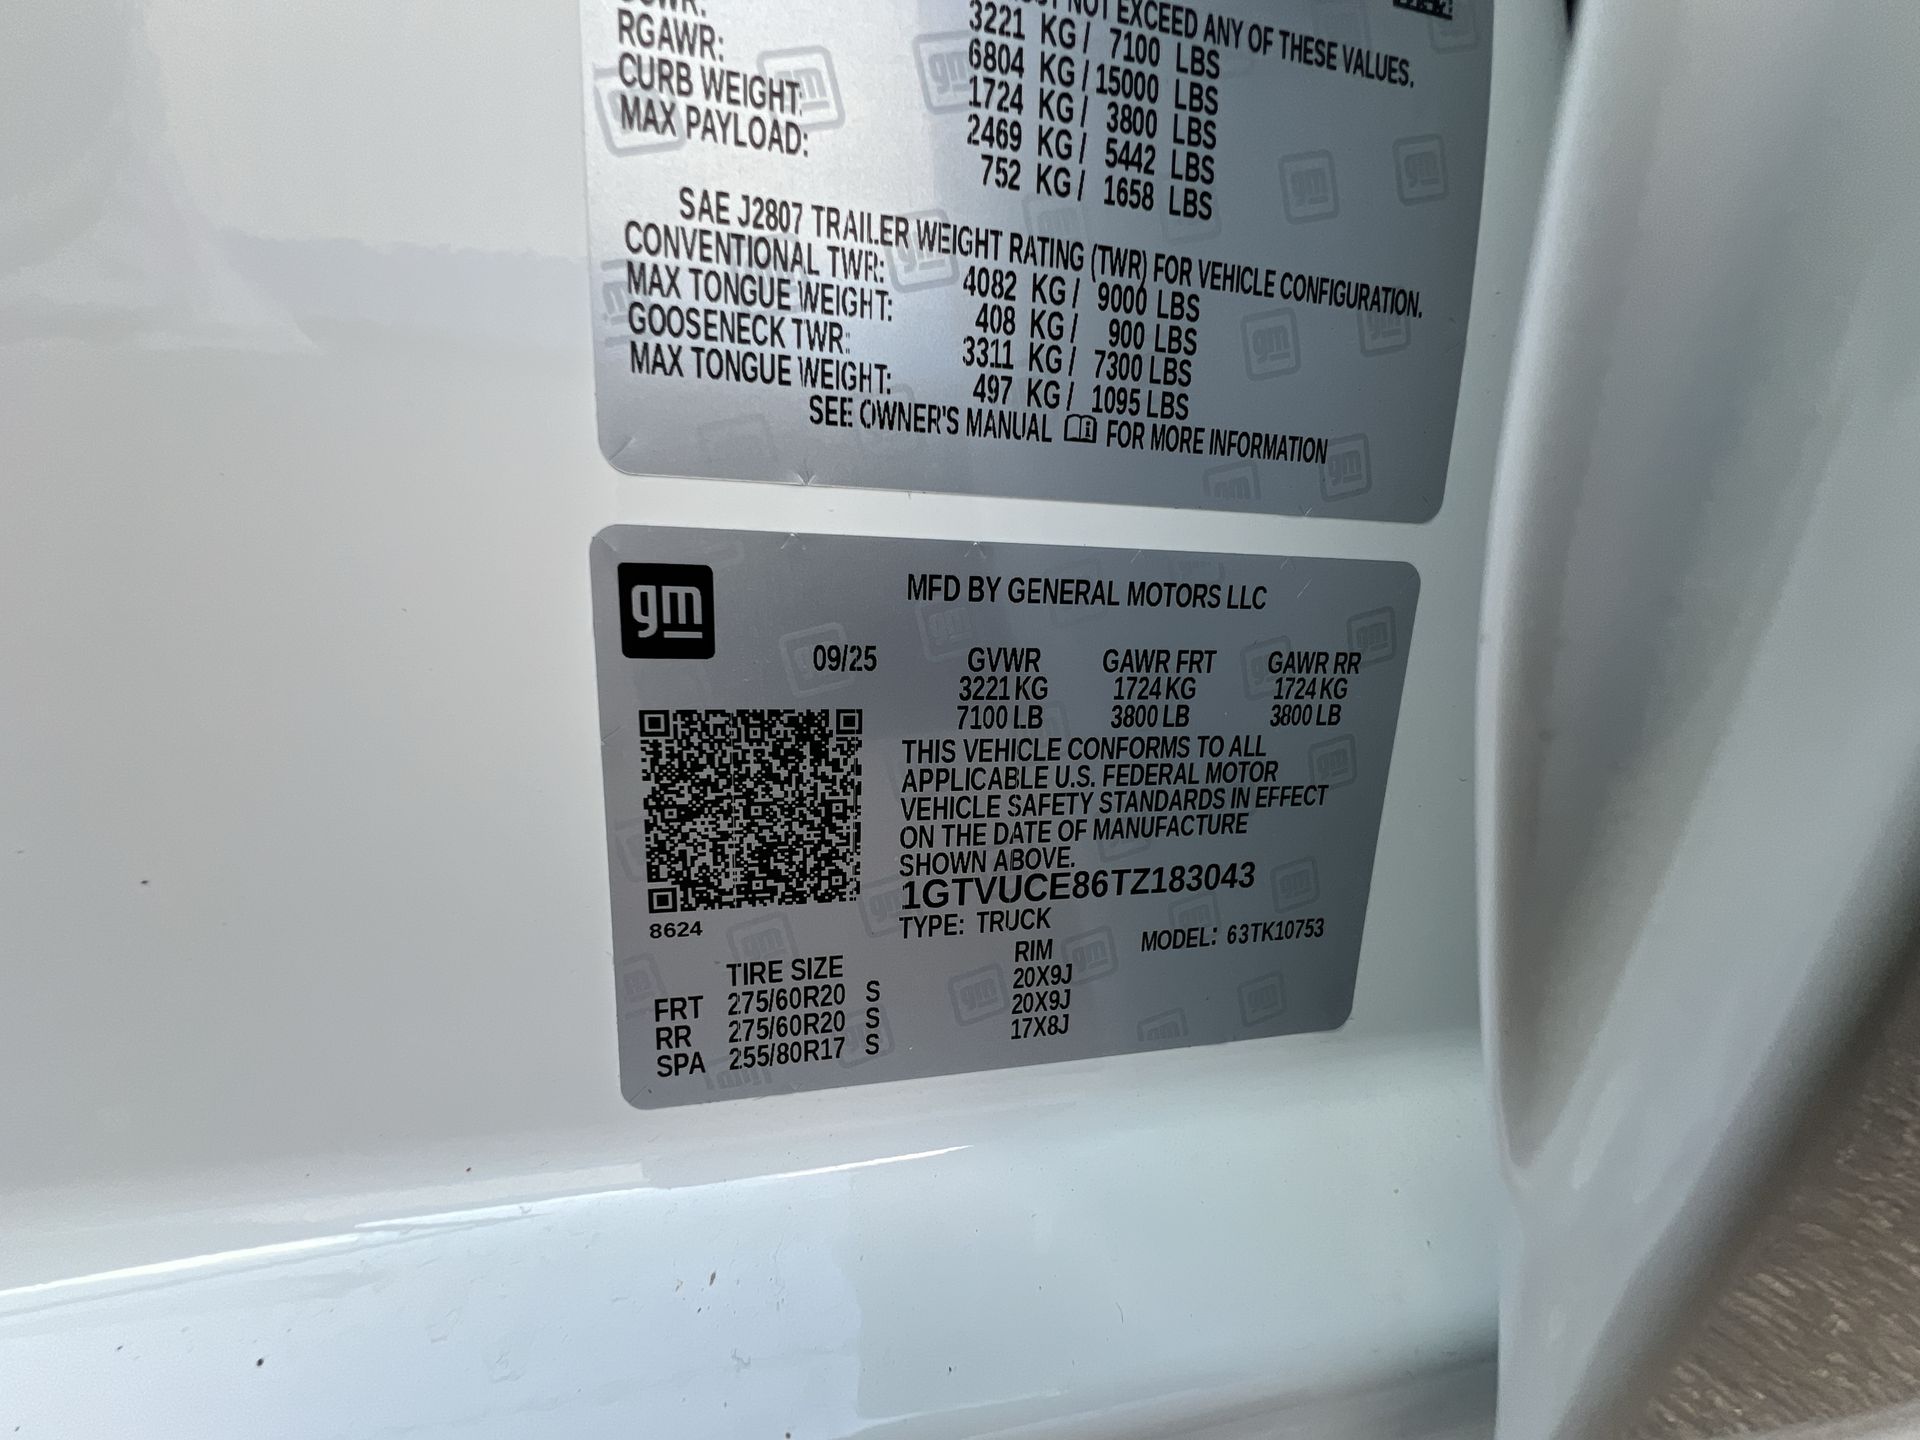 NOT EXCEED ANY OF THESE VALUES.
3221 KG / 7100 LBS
RGAWR: 6804 KG / 15000 LBS
1724 KG / 3800 LBS
CURB WEIGHT: 2469 KG / 5442 LBS
MAX PAYLOAD: 752 KG / 1658 LBS
SAE J2807 TRAILER WEIGHT RATING (TWR) FOR VEHICLE CONFIGURATION.
CONVENTIONAL TWR: 4082 KG / 9000 LBS
MAX TONGUE WEIGHT: 408 KG / 900 LBS
GOOSENECK TWR: 3311 KG / 7300 LBS
MAX TONGUE WEIGHT: 497 KG / 1095 LBS
SEE OWNER'S MANUAL FOR MORE INFORMATION
gm
MFD BY GENERAL MOTORS LLC
09/25 GVWR GAWR FRT GAWR RR
3221 KG 1724 KG 1724 KG
7100 LB 3800 LB 3800 LB
THIS VEHICLE CONFORMS TO ALL
APPLICABLE U.S. FEDERAL MOTOR
VEHICLE SAFETY STANDARDS IN EFFECT
ON THE DATE OF MANUFACTURE
SHOWN ABOVE.
1GTVUCE86TZ183043
8624
TYPE: TRUCK MODEL: 63TK10753
TIRE SIZE RIM
FRT 275/60R20 S 20X9J
RR 275/60R20 S 20X9J
SPA 255/80R17 S 17X8J